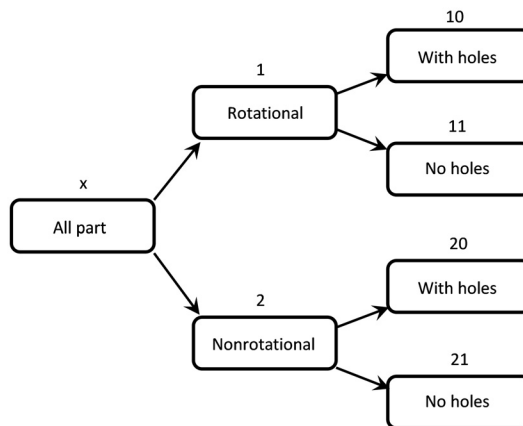 10
With holes
1
Rotational
11
No holes
x
All part
20
With holes
2
Nonrotational
21
No holes